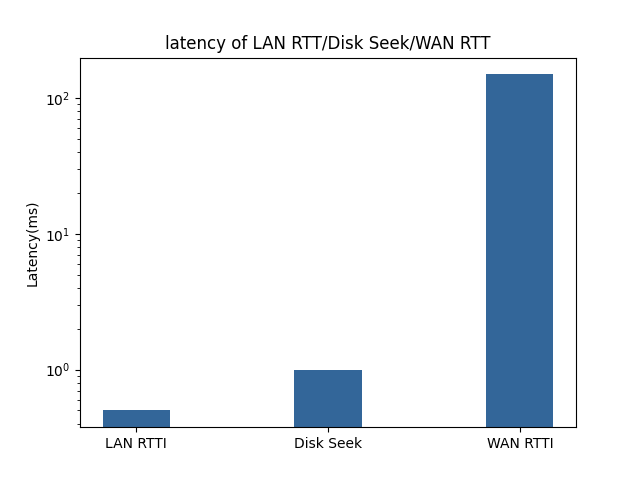 latency of LAN RTT/Disk Seek/WAN RTT
Latency(ms)
10²
10¹
10⁰
LAN RTTI
Disk Seek
WAN RTTI